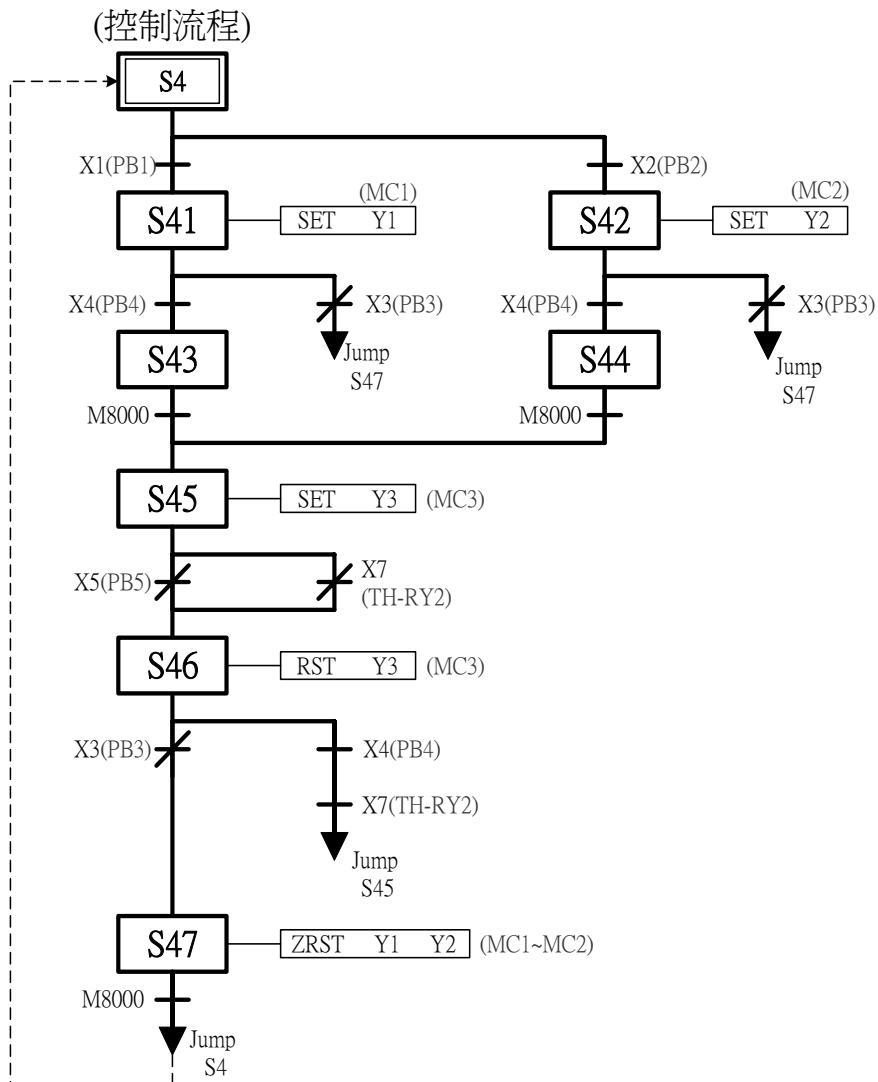 (控制流程)
S4
X1(PB1)
X2(PB2)
(MC1)
(MC2)
S41
SET Y1
S42
SET Y2
X4(PB4)
X3(PB3)
X4(PB4)
X3(PB3)
S43
Jump
S47
S44
Jump
S47
M8000
M8000
S45
SET Y3
(MC3)
X5(PB5)
X7
(TH-RY2)
S46
RST Y3
(MC3)
X3(PB3)
X4(PB4)
X7(TH-RY2)
Jump
S45
S47
ZRST Y1 Y2
(MC1~MC2)
M8000
Jump
S4